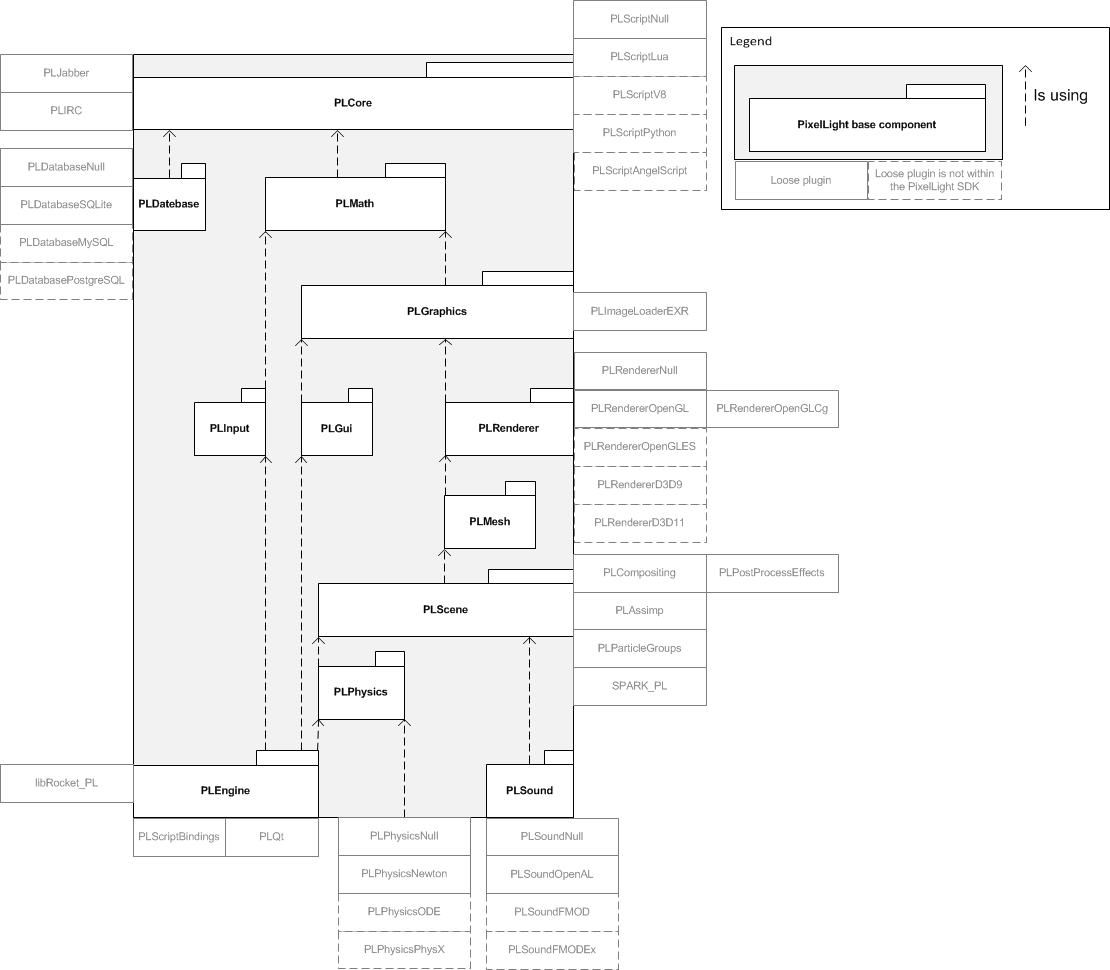 PLScriptNull
PLScriptLua
PLScriptV8
PLScriptPython
PLScriptAngelScript
Legend
PixelLight base component
Is using
Loose plugin
Loose plugin is not within
the PixelLight SDK
PLJabber
PLIRC
PLCore
PLDatabaseNull
PLDatabaseSQLite
PLDatabaseMySQL
PLDatabasePostgreSQL
PLDatebase
PLMath
PLGraphics
PLImageLoaderEXR
PLInput
PLGui
PLRenderer
PLRendererNull
PLRendererOpenGL
PLRendererOpenGLCg
PLRendererOpenGLES
PLRendererD3D9
PLRendererD3D11
PLMesh
PLScene
PLCompositing
PLPostProcessEffects
PLAssimp
PLParticleGroups
SPARK_PL
PLPhysics
libRocket_PL
PLEngine
PLSound
PLScriptBindings
PLQt
PLPhysicsNull
PLPhysicsNewton
PLPhysicsODE
PLPhysicsPhysX
PLSoundNull
PLSoundOpenAL
PLSoundFMOD
PLSoundFMODEx